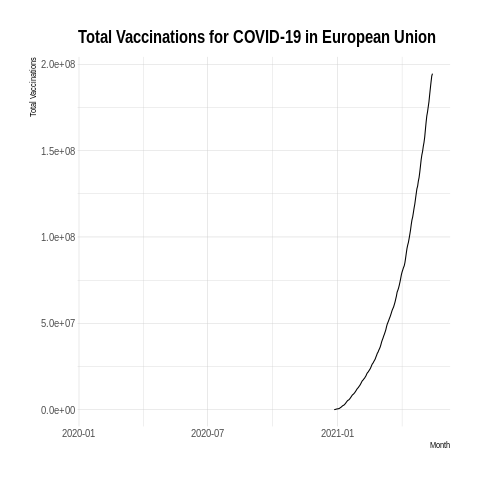 Total Vaccinations for COVID-19 in European Union
Total Vaccinations
2.0e+08
1.5e+08
1.0e+08
5.0e+07
0.0e+00
2020-01
2020-07
2021-01
Month